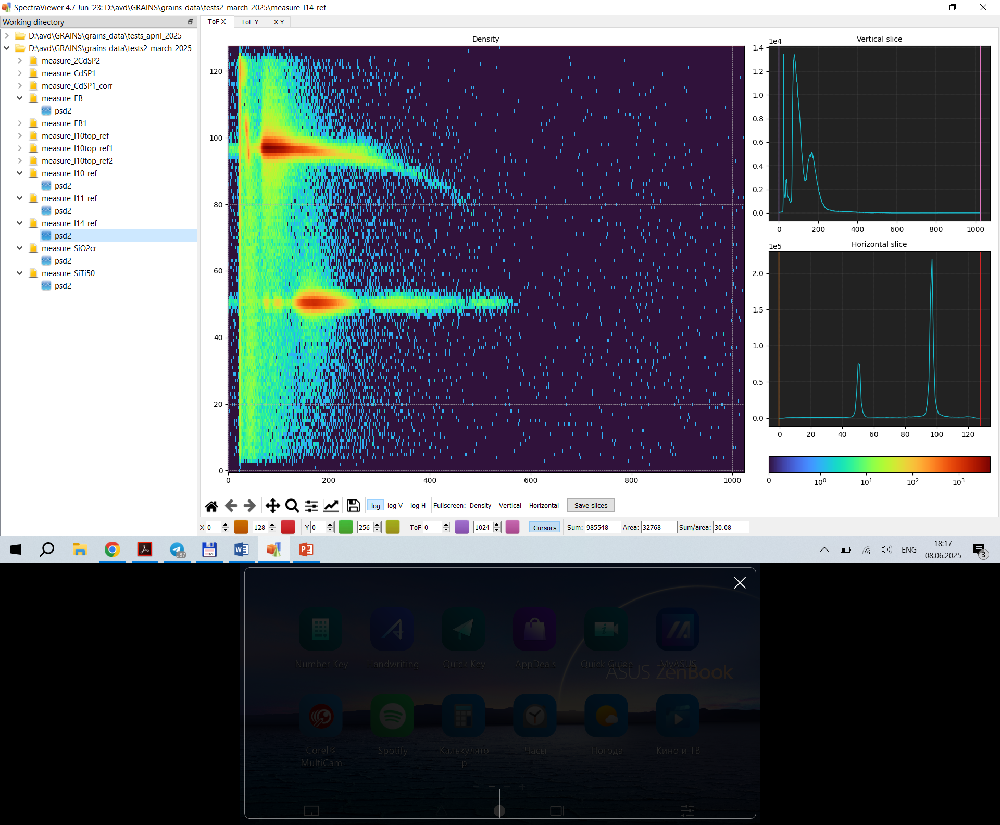 SpectraViewer 4.7 Jun `23: D:\avd\GRAINS\grains_data\tests2_march_2025\measure_I14_ref
Working directory
D:\avd\GRAINS\grains_data\tests_april_2025
D:\avd\GRAINS\grains_data\tests2_march_2025
measure_2CdSP2
measure_CdSP1
measure_CdSP1_corr
measure_EB
psd2
measure_EB1
measure_I10top_ref
measure_I10top_ref1
measure_I10top_ref2
measure_I10_ref
psd2
measure_I11_ref
psd2
measure_I14_ref
psd2
measure_SiO2cr
psd2
measure_SiTi50
psd2
ToF X ToF Y X Y
Density
120
100
80
60
40
20
0
0 200 400 600 800 1000
Vertical slice
1e4
1.4
1.2
1.0
0.8
0.6
0.4
0.2
0.0
0 200 400 600 800 1000
Horizontal slice
1e5
2.0
1.5
1.0
0.5
0.0
0 20 40 60 80 100 120
0 10⁰ 10¹ 10² 10³
log log V log H Fullscreen: Density Vertical Horizontal Save slices
X 0 128 Y 0 256 ToF 0 1024 Cursors Sum: 985548 Area: 32768 Sum/area: 30.08
..87
64
W
P
ENG
18:17
08.06.2025
3
Number Key Handwriting Quick Key AppDeals Quick Guide MyASUS
ASUS ZenBook
Corel® MultiCam
Spotify
Калькулятор
Часы
Погода
Кино и ТВ